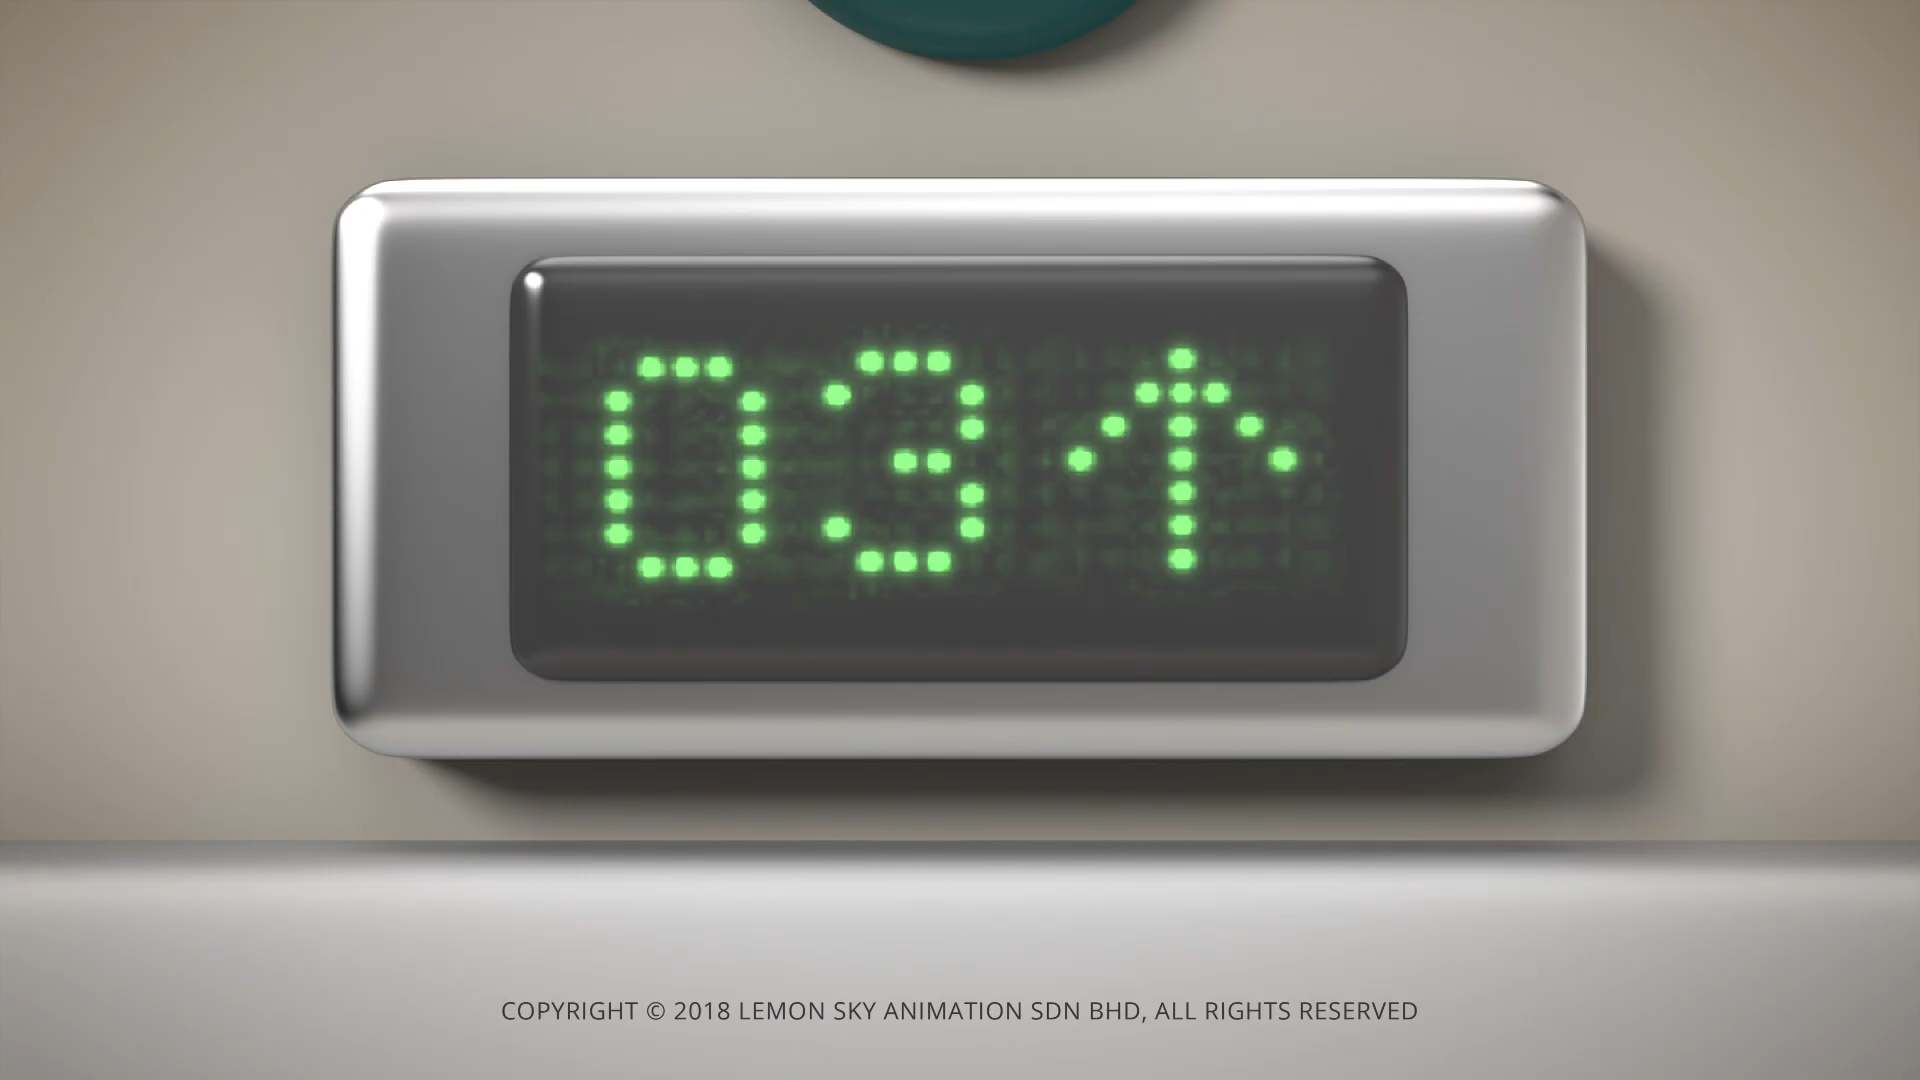 03↑
COPYRIGHT © 2018 LEMON SKY ANIMATION SDN BHD, ALL RIGHTS RESERVED